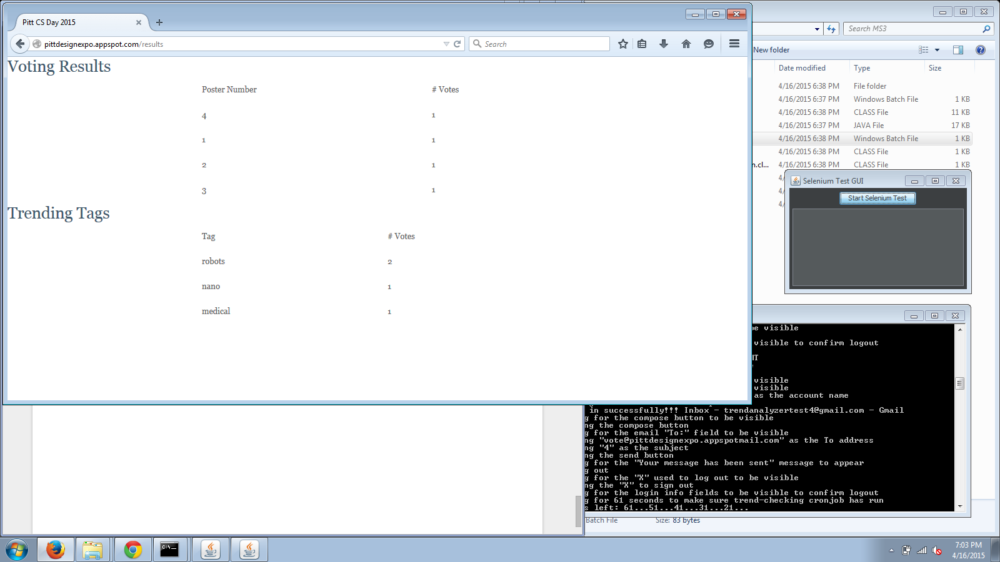 Pitt CS Day 2015
pittdesignexpo.appspot.com/results
Search
Voting Results
Poster Number # Votes
4 1
1 1
2 1
3 1
Trending Tags
Tag # Votes
robots 2
nano 1
medical 1
Search MS3
New folder
Date modified Type Size
4/16/2015 6:38 PM File folder
4/16/2015 6:37 PM Windows Batch File 1 KB
4/16/2015 6:38 PM CLASS File 11 KB
4/16/2015 6:37 PM JAVA File 17 KB
4/16/2015 6:38 PM Windows Batch File 1 KB
4/16/2015 6:38 PM CLASS File 1 KB
n.cl... 4/16/2015 6:38 PM CLASS File 1 KB
4/
4/
4/
Selenium Test GUI
Start Selenium Test
be visible
visible to confirm logout
visible
visible
as the account name
in successfully!!! Inbox - trendanalyzertest4@gmail.com - Gmail
g for the compose button to be visible
ng the compose button
g for the email "To:" field to be visible
ng "vote@pittdesignexpo.appspotmail.com" as the To address
ng "4" as the subject
ng the send button
g for the "Your message has been sent" message to appear
g out
g for the "X" used to log out to be visible
ng the "X" to sign out
g for the login info fields to be visible to confirm logout
g for 61 seconds to make sure trend-checking cronjob has run
s left: 61...51...41...31...21...
Batch File Size: 83 bytes
C:\.
7:03 PM
4/16/2015